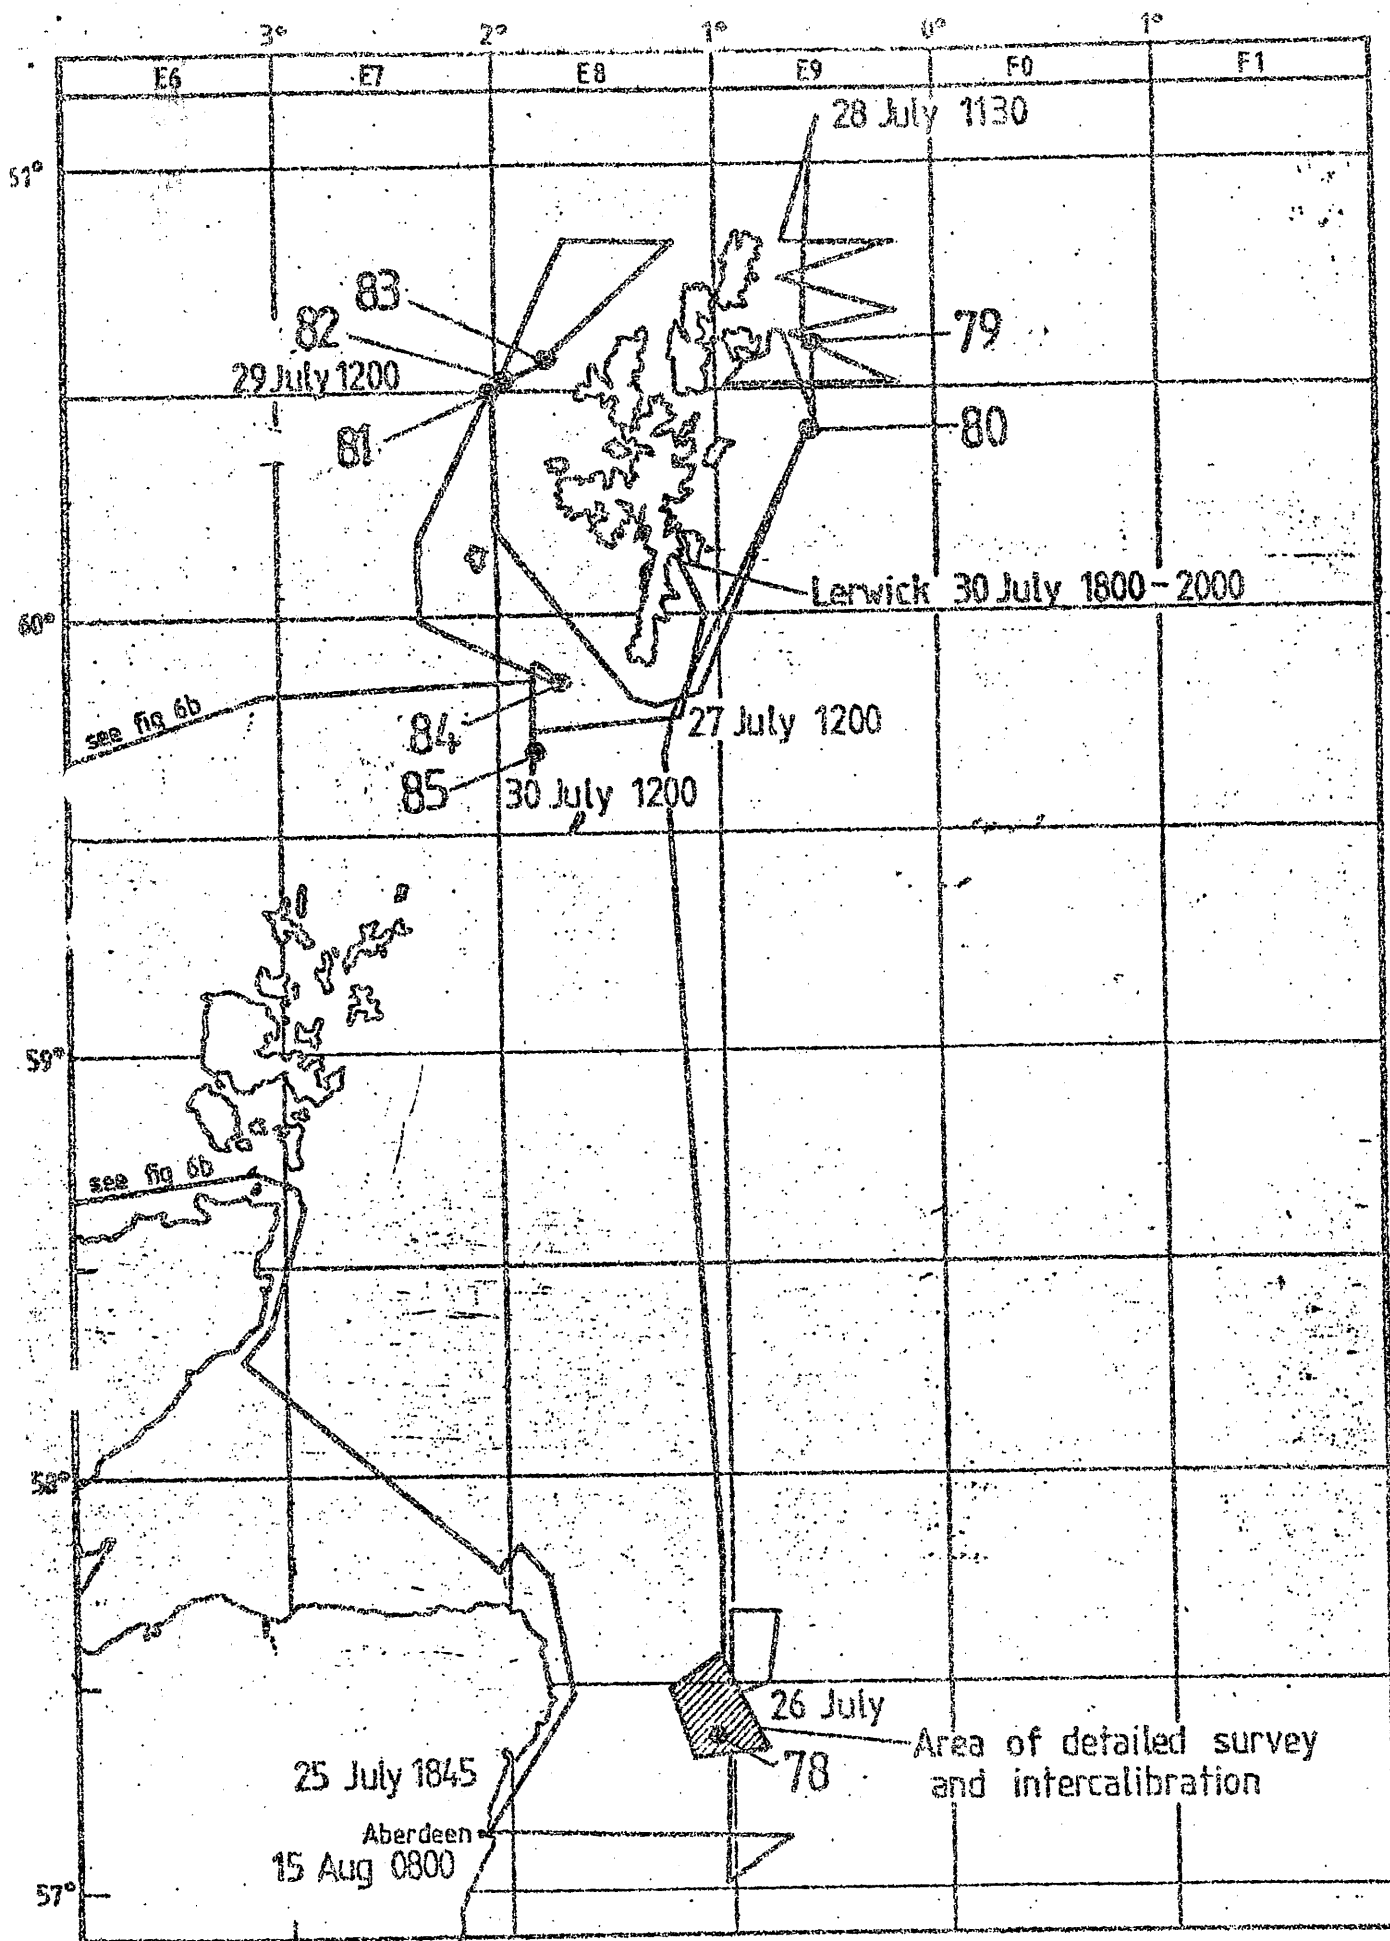 3° 2° 1° 0° 1°
E6 E7 E8 E9 F0 F1
28 July 1130
51°
83
82
79
29 July 1200
81
80
Lerwick 30 July 1800-2000
60°
see fig 6b
84
27 July 1200
85
30 July 1200
59°
see fig 6b
58°
26 July
Area of detailed survey
and intercalibration
78
25 July 1845
Aberdeen
15 Aug 0800
57°